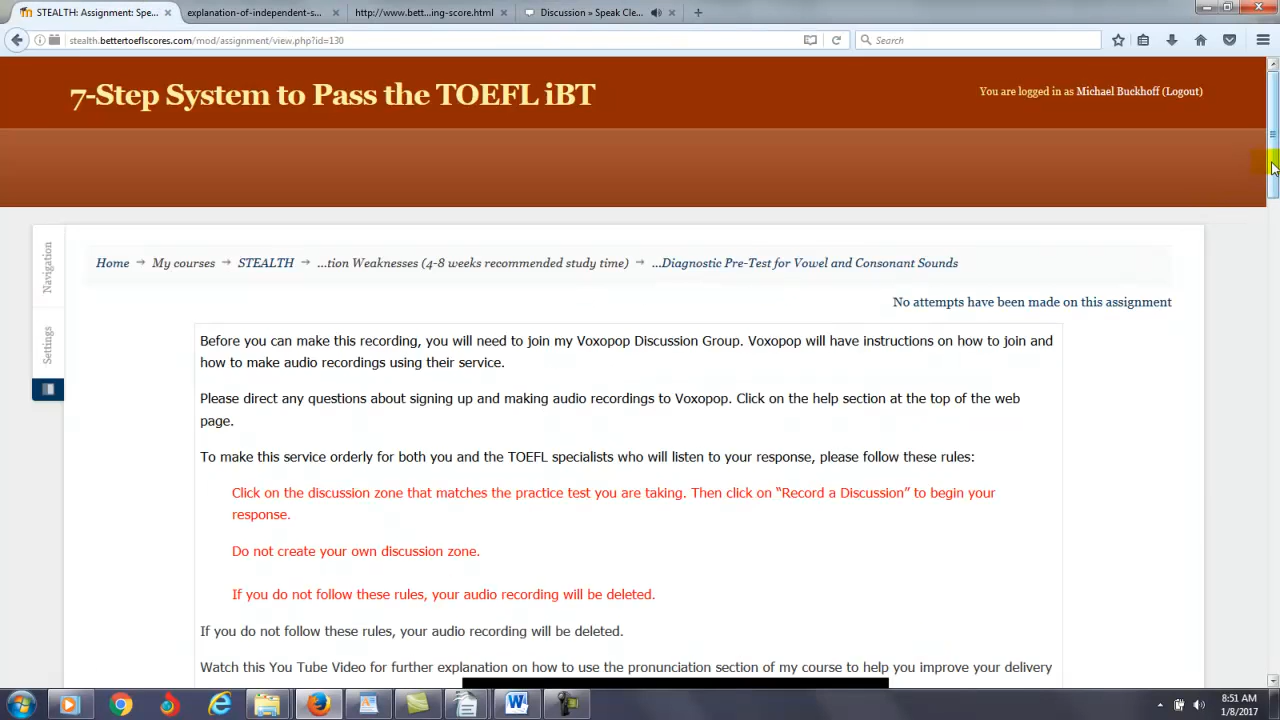 STEALTH: Assignment: Spe...
explanation-of-independent-s...
http://www.bett...ing-score.html
Discussion » Speak Cle...
stealth.bettertoeflscores.com/mod/assignment/view.php?id=130
Search
7-Step System to Pass the TOEFL iBT
You are logged in as Michael Buckhoff (Logout)
Navigation
Settings
Home → My courses → STEALTH → ...tion Weaknesses (4-8 weeks recommended study time) → ...Diagnostic Pre-Test for Vowel and Consonant Sounds
No attempts have been made on this assignment
Before you can make this recording, you will need to join my Voxopop Discussion Group. Voxopop will have instructions on how to join and
how to make audio recordings using their service.
Please direct any questions about signing up and making audio recordings to Voxopop. Click on the help section at the top of the web
page.
To make this service orderly for both you and the TOEFL specialists who will listen to your response, please follow these rules:
Click on the discussion zone that matches the practice test you are taking. Then click on “Record a Discussion” to begin your
response.
Do not create your own discussion zone.
If you do not follow these rules, your audio recording will be deleted.
If you do not follow these rules, your audio recording will be deleted.
Watch this You Tube Video for further explanation on how to use the pronunciation section of my course to help you improve your delivery
8:51 AM
1/8/2017